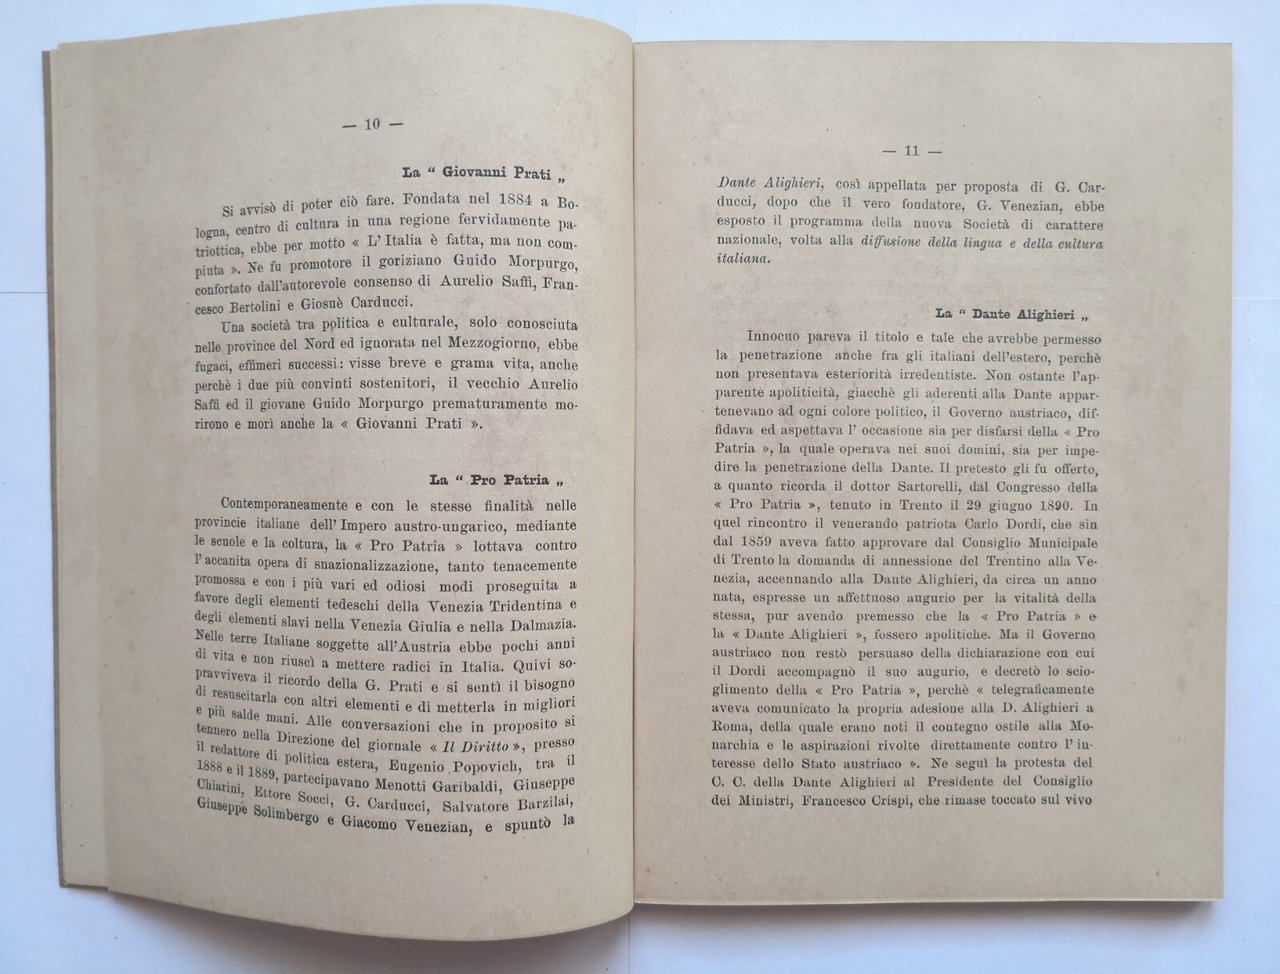 — 10 —
La “ Giovanni Prati „
Si avvisò di poter ciò fare. Fondata nel 1884 a Bo-
logna, centro di cultura in una regione fervidamente pa-
triottica, ebbe per motto « L'Italia è fatta, ma non com-
piuta ». Ne fu promotore il goriziano Guido Morpurgo,
confortato dall'autorevole consenso di Aurelio Saffi, Fran-
cesco Bertolini e Giosuè Carducci.
Una società tra politica e culturale, solo conosciuta
nelle province del Nord ed ignorata nel Mezzogiorno, ebbe
fugaci, effimeri successi: visse breve e grama vita, anche
perchè i due più convinti sostenitori, il vecchio Aurelio
Saffi ed il giovane Guido Morpurgo prematuramente mo-
rirono e morì anche la « Giovanni Prati ».
La “ Pro Patria „
Contemporaneamente e con le stesse finalità nelle
provincie italiane dell'Impero austro-ungarico, mediante
le scuole e la coltura, la « Pro Patria » lottava contro
l'accanita opera di snazionalizzazione, tanto tenacemente
promossa e con i più vari ed odiosi modi proseguita a
favore degli elementi tedeschi della Venezia Tridentina e
degli elementi slavi nella Venezia Giulia e nella Dalmazia.
Nelle terre Italiane soggette all'Austria ebbe pochi anni
di vita e non riuscì a mettere radici in Italia. Quivi so-
pravviveva il ricordo della G. Prati e si sentì il bisogno
di resuscitarla con altri elementi e di metterla in migliori
e più salde mani. Alle conversazioni che in proposito si
tennero nella Direzione del giornale « Il Diritto », presso
il redattore di politica estera, Eugenio Popovich, tra il
1888 e il 1889, partecipavano Menotti Garibaldi, Giuseppe
Chiarini, Ettore Socci, G. Carducci, Salvatore Barzilai,
Giuseppe Solimbergo e Giacomo Venezian, e spuntò la
— 11 —
Dante Alighieri, così appellata per proposta di G. Car-
ducci, dopo che il vero fondatore, G. Venezian, ebbe
esposto il programma della nuova Società di carattere
nazionale, volta alla diffusione della lingua e della cultura
italiana.
La “ Dante Alighieri „
Innocuo pareva il titolo e tale che avrebbe permesso
la penetrazione anche fra gli italiani dell'estero, perchè
non presentava esteriorità irredentiste. Non ostante l'ap-
parente apoliticità, giacchè gli aderenti alla Dante appar-
tenevano ad ogni colore politico, il Governo austriaco, dif-
fidava ed aspettava l' occasione sia per disfarsi della « Pro
Patria », la quale operava nei suoi domini, sia per impe-
dire la penetrazione della Dante. Il pretesto gli fu offerto,
a quanto ricorda il dottor Sartorelli, dal Congresso della
« Pro Patria », tenuto in Trento il 29 giugno 1890. In
quel rincontro il venerando patriota Carlo Dordi, che sin
dal 1859 aveva fatto approvare dal Consiglio Municipale
di Trento la domanda di annessione del Trentino alla Ve-
nezia, accennando alla Dante Alighieri, da circa un anno
nata, espresse un affettuoso augurio per la vitalità della
stessa, pur avendo premesso che la « Pro Patria » e
la « Dante Alighieri », fossero apolitiche. Ma il Governo
austriaco non restò persuaso della dichiarazione con cui
il Dordi accompagnò il suo augurio, e decretò lo scio-
glimento della « Pro Patria », perchè « telegraficamente
aveva comunicato la propria adesione alla D. Alighieri a
Roma, della quale erano noti il contegno ostile alla Mo-
narchia e le aspirazioni rivolte direttamente contro l'in-
teresse dello Stato austriaco ». Ne seguì la protesta del
C. C. della Dante Alighieri al Presidente del Consiglio
dei Ministri, Francesco Crispi, che rimase toccato sul vivo